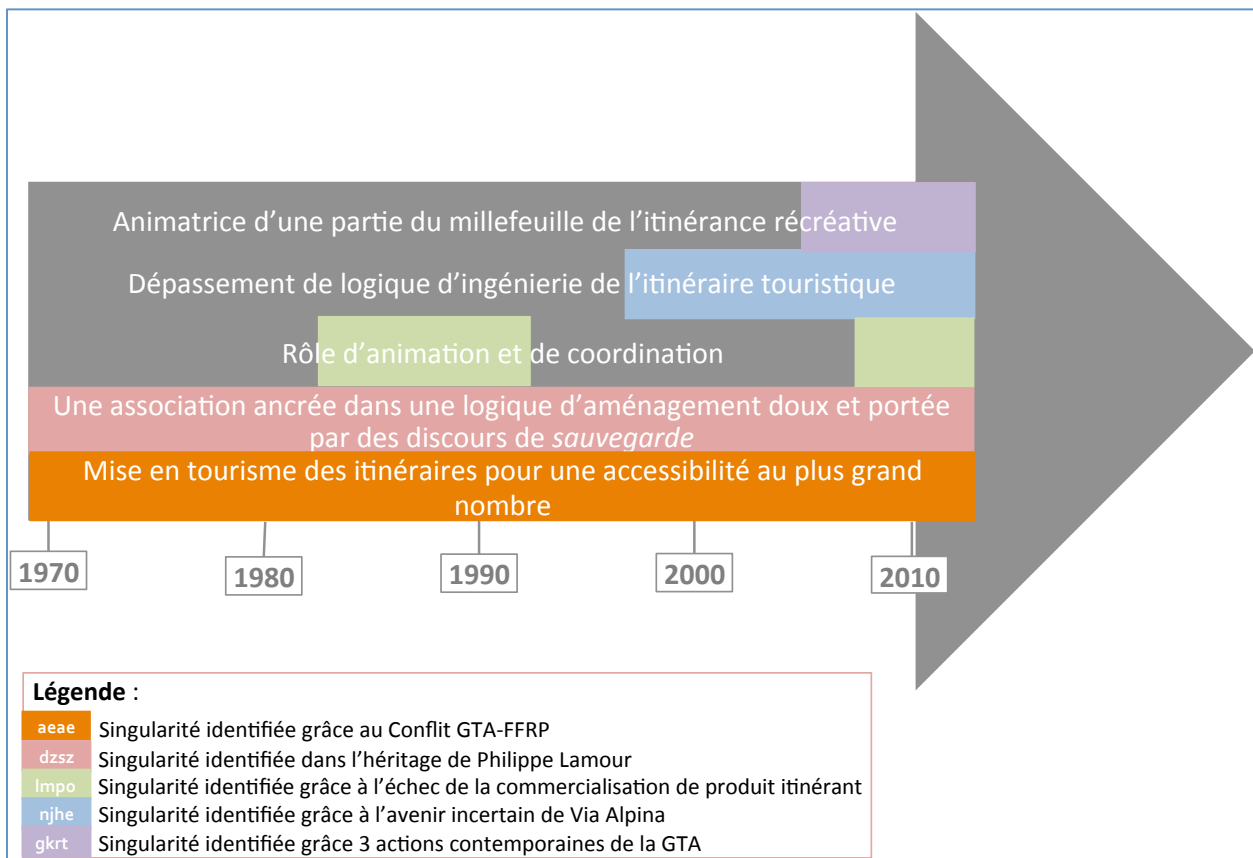 Animatrice d’une partie du millefeuille de l’itinérance récréative
Dépassement de logique d’ingénierie de l’itinéraire touristique
Rôle d’animation et de coordination
Une association ancrée dans une logique d’aménagement doux et portée
par des discours de sauvegarde
Mise en tourisme des itinéraires pour une accessibilité au plus grand
nombre
1970
1980
1990
2000
2010
Légende :
aeae Singularité identifiée grâce au Conflit GTA-FFRP
dzsz Singularité identifiée dans l’héritage de Philippe Lamour
lmpo Singularité identifiée grâce à l’échec de la commercialisation de produit itinérant
njhe Singularité identifiée grâce à l’avenir incertain de Via Alpina
gkrt Singularité identifiée grâce 3 actions contemporaines de la GTA